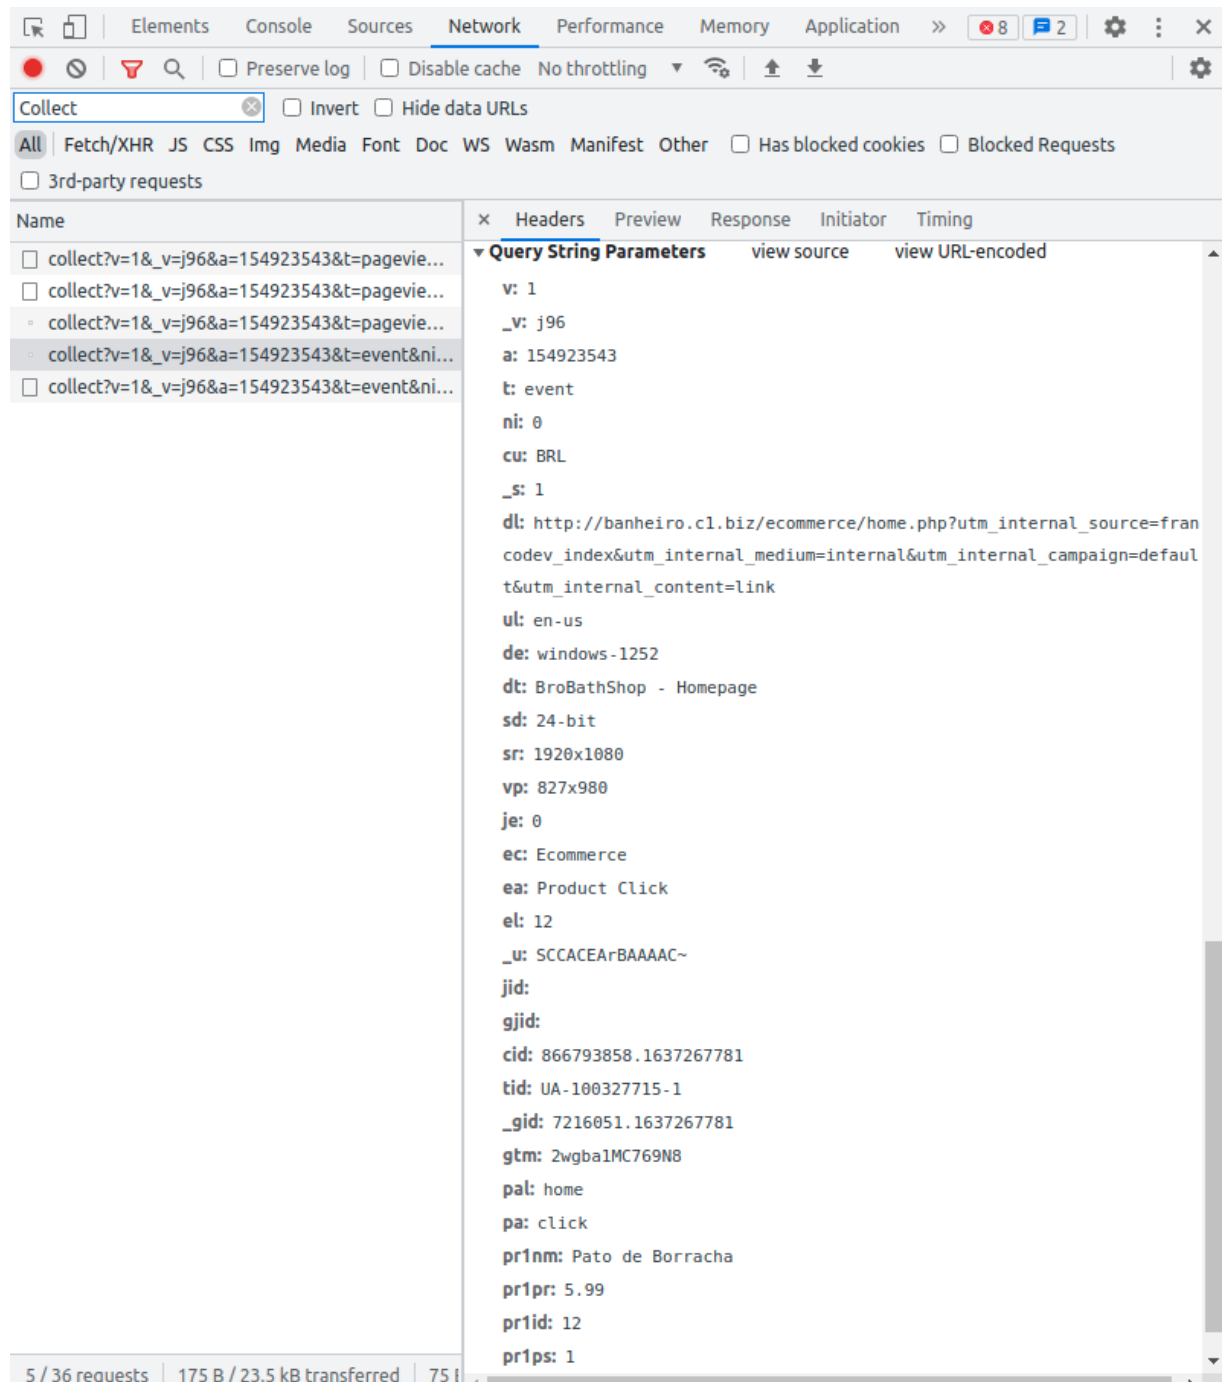 Elements Console Sources Network Performance Memory Application » 8 2
Preserve log Disable cache No throttling
Collect Invert Hide data URLs
All Fetch/XHR JS CSS Img Media Font Doc WS Wasm Manifest Other Has blocked cookies Blocked Requests
3rd-party requests
Name
collect?v=1&_v=j96&a=154923543&t=pagevie...
collect?v=1&_v=j96&a=154923543&t=pagevie...
collect?v=1&_v=j96&a=154923543&t=pagevie...
collect?v=1&_v=j96&a=154923543&t=event&ni...
collect?v=1&_v=j96&a=154923543&t=event&ni...
5 / 36 requests 175 B / 23.5 kB transferred 75
× Headers Preview Response Initiator Timing
Query String Parameters view source view URL-encoded
v: 1
_v: j96
a: 154923543
t: event
ni: 0
cu: BRL
_s: 1
dl: http://banheiro.c1.biz/ecommerce/home.php?utm_internal_source=fran
codev_index&utm_internal_medium=internal&utm_internal_campaign=defaul
t&utm_internal_content=link
ul: en-us
de: windows-1252
dt: BroBathShop - Homepage
sd: 24-bit
sr: 1920x1080
vp: 827x980
je: 0
ec: Ecommerce
ea: Product Click
el: 12
_u: SCCACEArBAAAAC~
jid:
gjid:
cid: 866793858.1637267781
tid: UA-100327715-1
_gid: 7216051.1637267781
gtm: 2wgba1MC769N8
pal: home
pa: click
pr1nm: Pato de Borracha
pr1pr: 5.99
pr1id: 12
pr1ps: 1